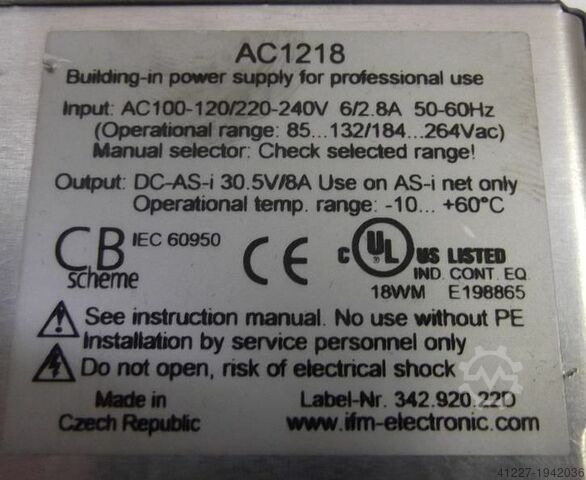 AC1218
Building-in power supply for professional use
Input: AC100-120/220-240V 6/2.8A 50-60Hz
(Operational range: 85...132/184...264Vac)
Manual selector: Check selected range!
Output: DC-AS-i 30.5V/8A Use on AS-i net only
Operational temp. range: -10... +60°C
CB scheme IEC 60950
CE
c UL US LISTED
IND. CONT. EQ.
18WM E198865
See instruction manual. No use without PE
Installation by service personnel only
Do not open, risk of electrical shock
Made in Czech Republic
Label-Nr. 342.920.22D
www.ifm-electronic.com
41227-1942036